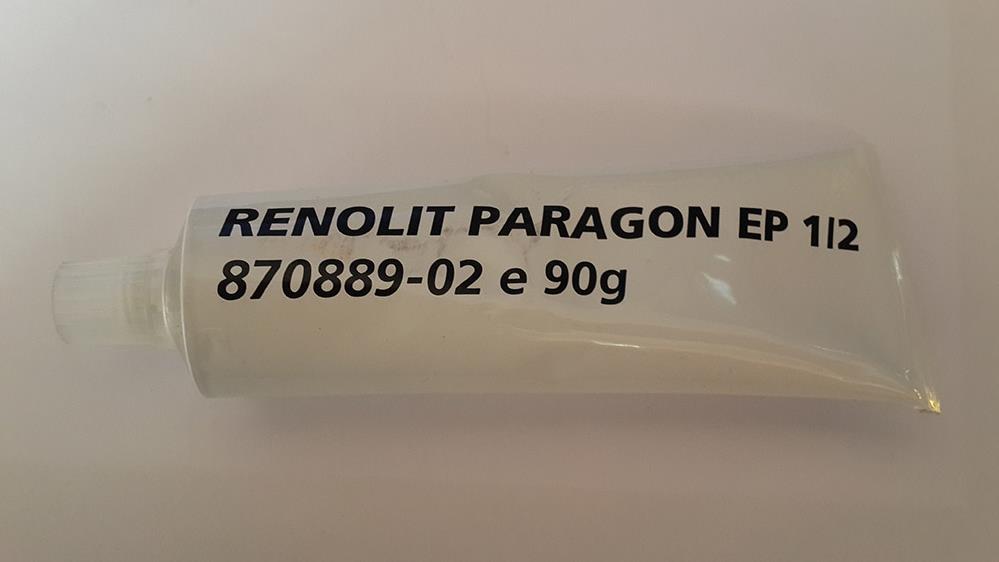 RENOLIT PARAGON EP 1/2
870889-02 e 90g